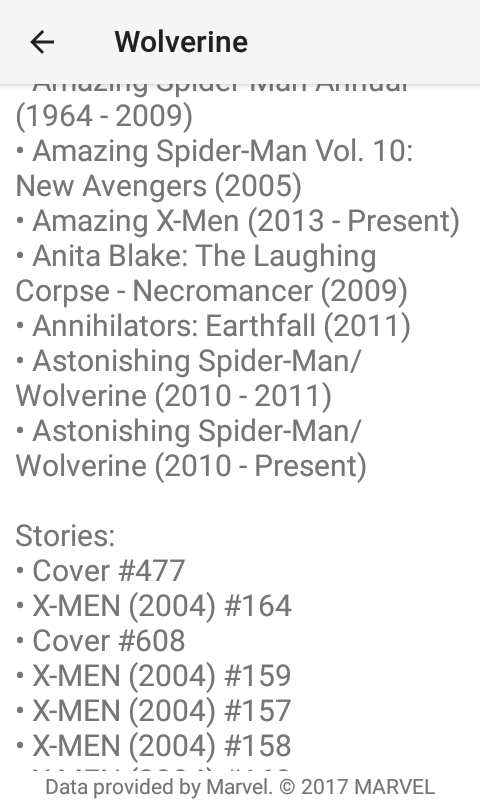 Wolverine
• Amazing Spider-Man Annual
(1964 - 2009)
• Amazing Spider-Man Vol. 10:
New Avengers (2005)
• Amazing X-Men (2013 - Present)
• Anita Blake: The Laughing
Corpse - Necromancer (2009)
• Annihilators: Earthfall (2011)
• Astonishing Spider-Man/
Wolverine (2010 - 2011)
• Astonishing Spider-Man/
Wolverine (2010 - Present)
Stories:
• Cover #477
• X-MEN (2004) #164
• Cover #608
• X-MEN (2004) #159
• X-MEN (2004) #157
• X-MEN (2004) #158
Data provided by Marvel. © 2017 MARVEL